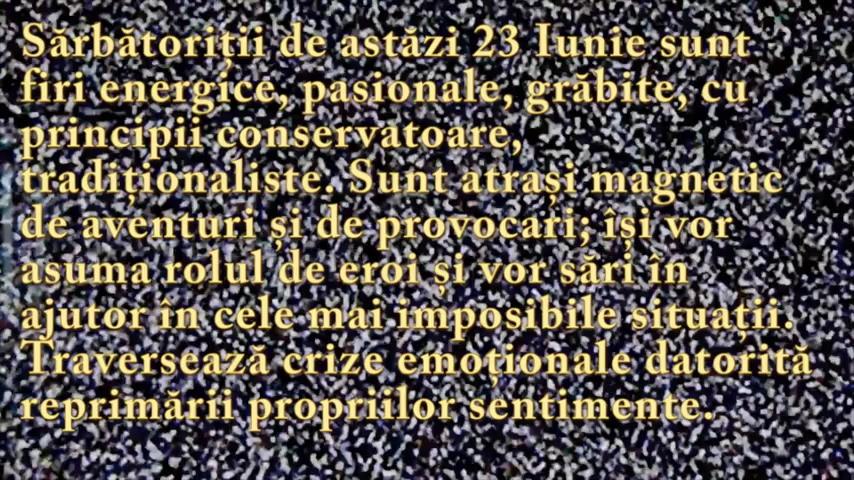 Sărbătoriții de astăzi 23 Iunie sunt
firi energice, pasionale, grăbite, cu
principii conservatoare,
tradiționaliste. Sunt atrași magnetic
de aventuri și de provocari; își vor
asuma rolul de eroi și vor sări în
ajutor în cele mai imposibile situații.
Traversează crize emoționale datorită
reprimării propriilor sentimente.